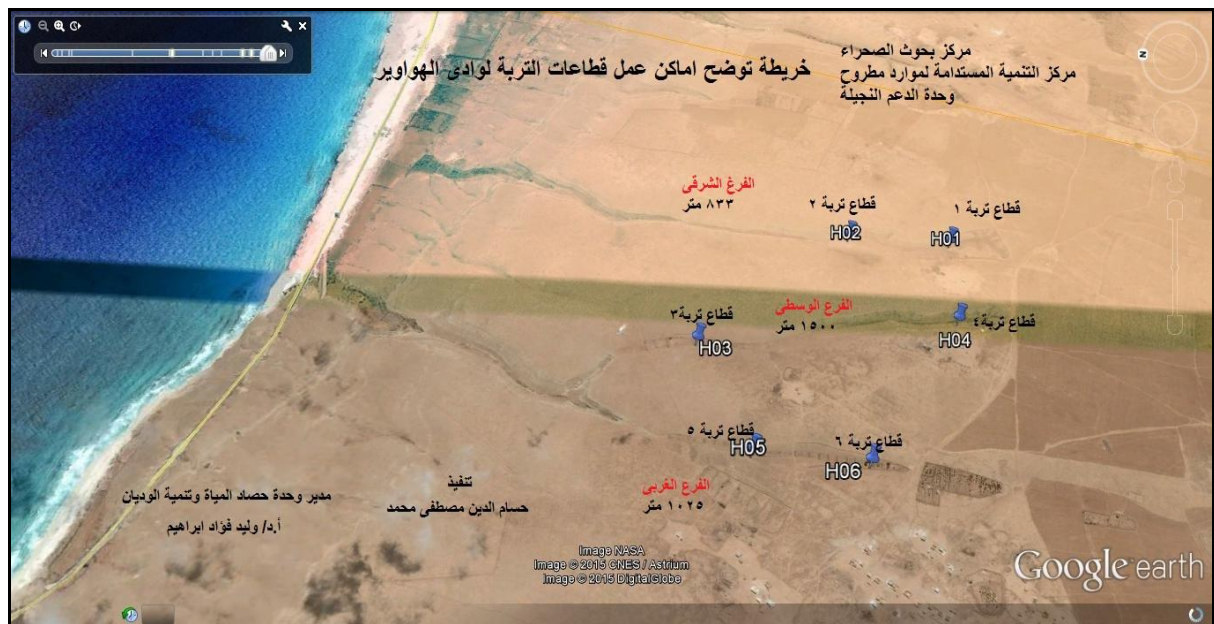 مركز بحوث الصحراء
مركز التنمية المستدامة لموارد مطروح
وحدة الدعم النجيلة
خريطة توضح اماكن عمل قطاعات التربة لوادى الهواوير
N
الفرغ الشرقى
٨٣٣ متر
قطاع تربة ٢
قطاع تربة ١
H02
H01
الفرع الوسطى
١٥٠٠ متر
قطاع تربة٣
قطاع تربة٤
H03
H04
قطاع تربة ٥
قطاع تربة ٦
H05
H06
الفرع الغربى
١٠٢٥ متر
تنفيذ
حسام الدين مصطفى محمد
مدير وحدة حصاد المياة وتنمية الوديان
أ.د/ وليد فؤاد ابراهيم
Image NASA
Image © 2015 CNES / Astrium
Image © 2015 DigitalGlobe
Google earth